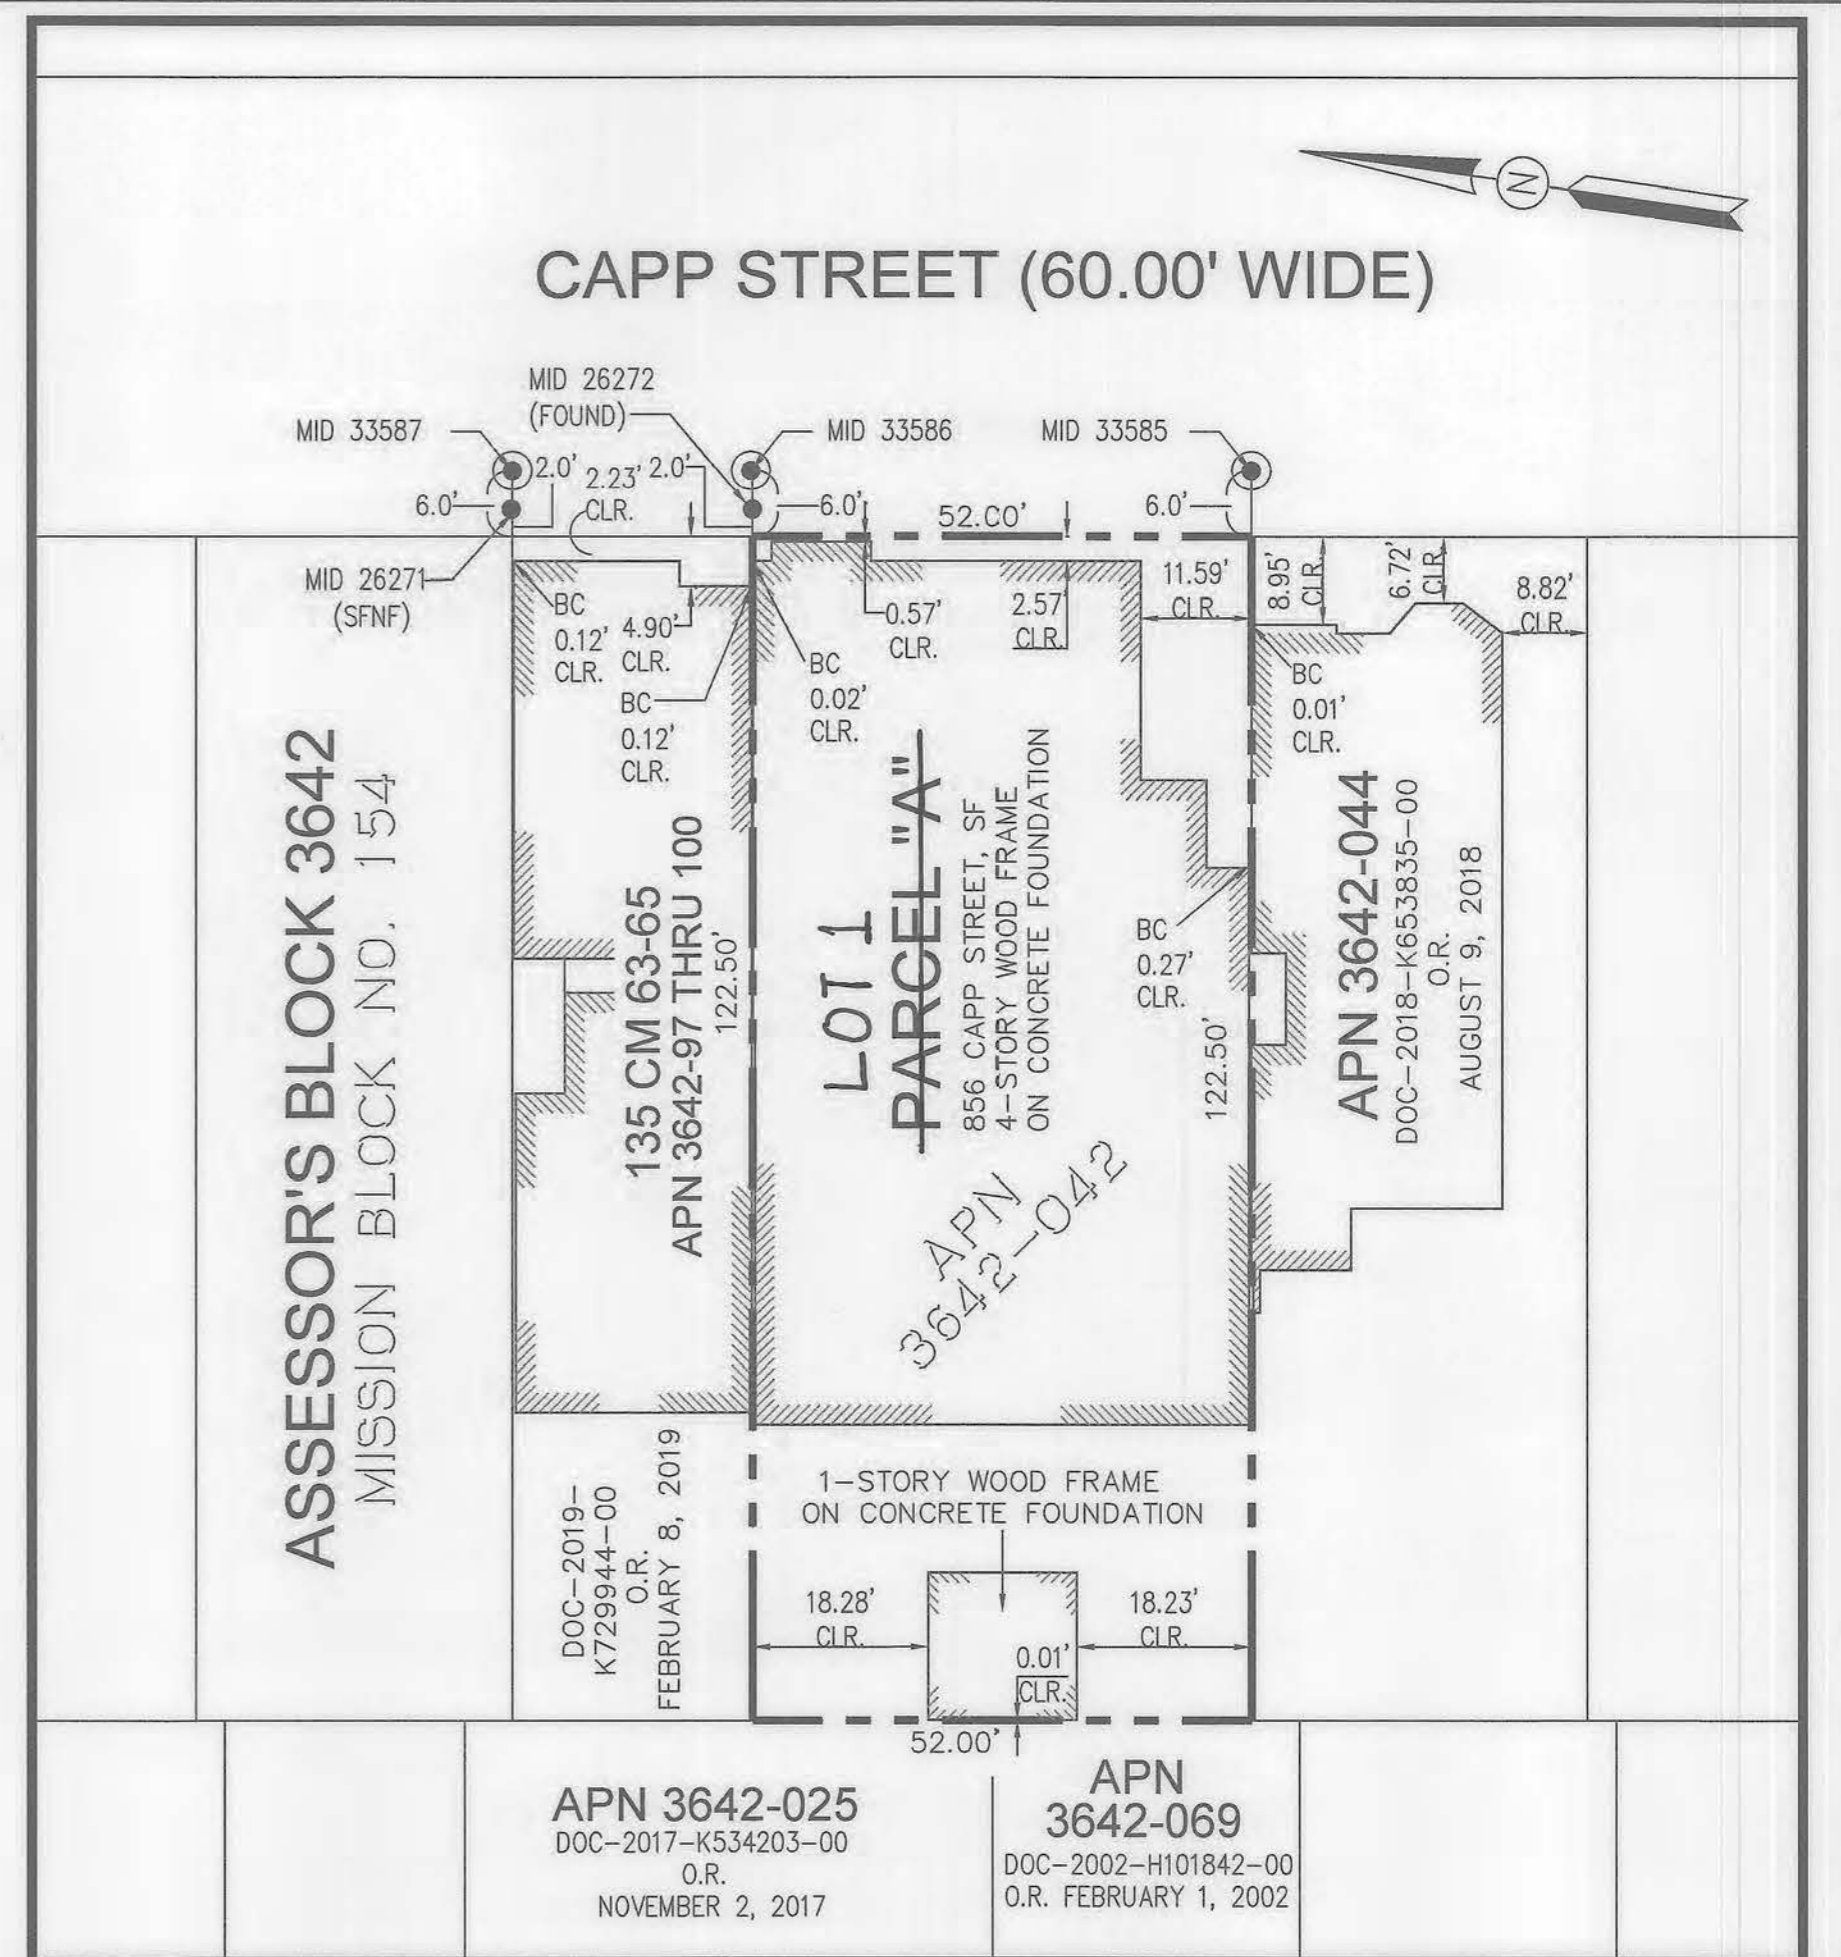 N
CAPP STREET (60.00' WIDE)
MID 26272
(FOUND)
MID 33587
MID 33586
MID 33585
2.0'
2.23'
CLR.
2.0'
6.0'
6.0'
52.00'
6.0'
MID 26271
(SFNF)
BC
0.12'
CLR.
4.90'
CLR.
BC
0.12'
CLR.
BC
0.02'
CLR.
0.57'
CLR.
2.57'
CLR.
11.59'
CLR.
8.95'
CLR.
6.72'
CLR.
8.82'
CLR.
BC
0.01'
CLR.
ASSESSOR'S BLOCK 3642
MISSION BLOCK NO. 154
135 CM 63-65
APN 3642-97 THRU 100
122.50'
LOT 1
PARCEL "A"
856 CAPP STREET, SF
4-STORY WOOD FRAME
ON CONCRETE FOUNDATION
APN
3642-042
BC
0.27'
CLR.
122.50'
APN 3642-044
DOC-2018-K653835-00
O.R.
AUGUST 9, 2018
DOC-2019-
K729944-00
O.R.
FEBRUARY 8, 2019
1-STORY WOOD FRAME
ON CONCRETE FOUNDATION
18.28'
CLR.
18.23'
CLR.
0.01'
CLR.
52.00'
APN 3642-025
DOC-2017-K534203-00
O.R.
NOVEMBER 2, 2017
APN
3642-069
DOC-2002-H101842-00
O.R. FEBRUARY 1, 2002